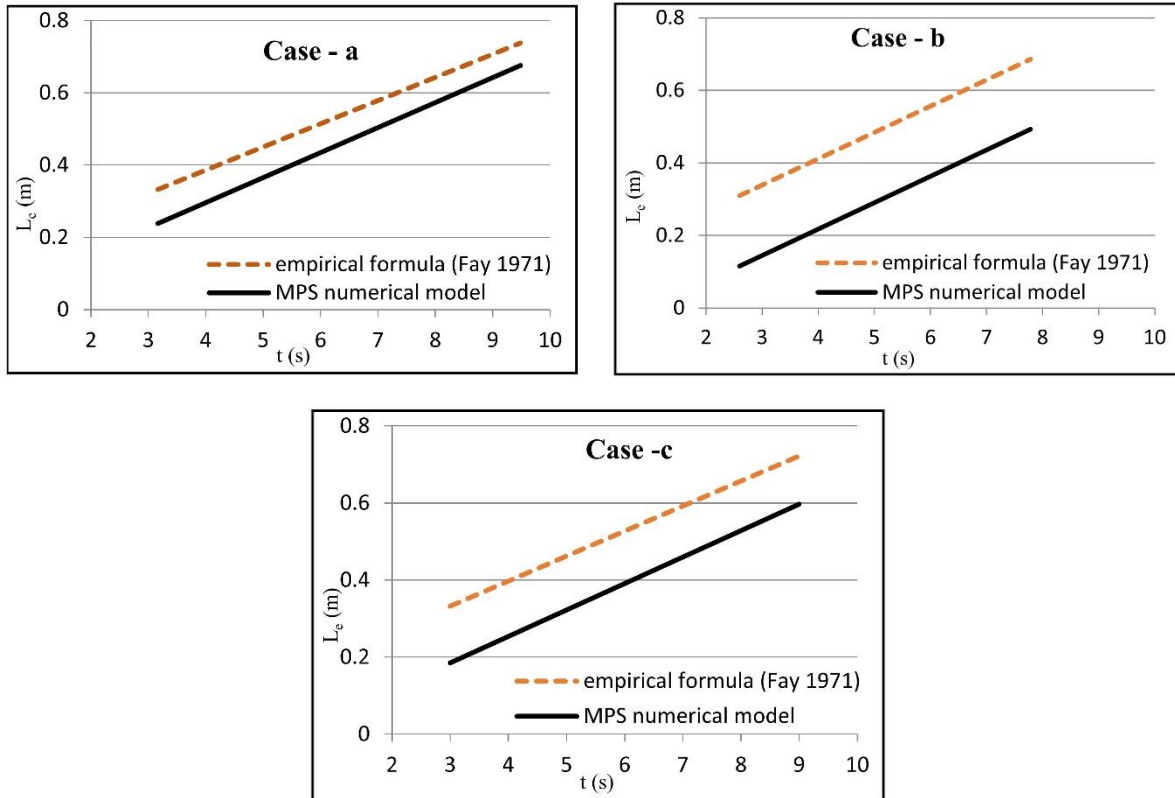 Case - a
0.8
0.6
0.4
0.2
0
L_e (m)
empirical formula (Fay 1971)
MPS numerical model
2 3 4 5 6 7 8 9 10
t (s)
Case - b
0.8
0.6
0.4
0.2
0
L_e (m)
empirical formula (Fay 1971)
MPS numerical model
2 3 4 5 6 7 8 9 10
t (s)
Case -c
0.8
0.6
0.4
0.2
0
L_e (m)
empirical formula (Fay 1971)
MPS numerical model
2 3 4 5 6 7 8 9 10
t (s)